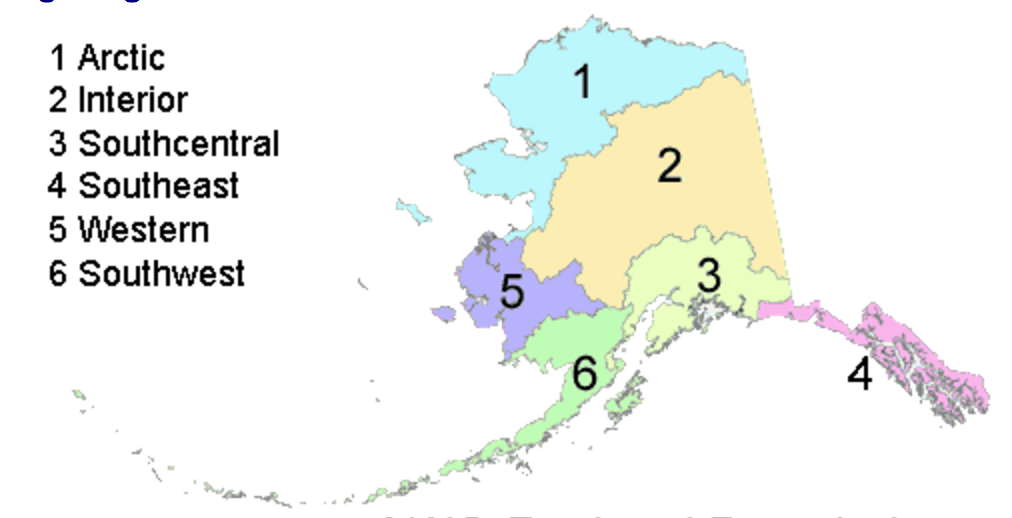 1 Arctic
2 Interior
3 Southcentral
4 Southeast
5 Western
6 Southwest
1
2
3
5
6
4